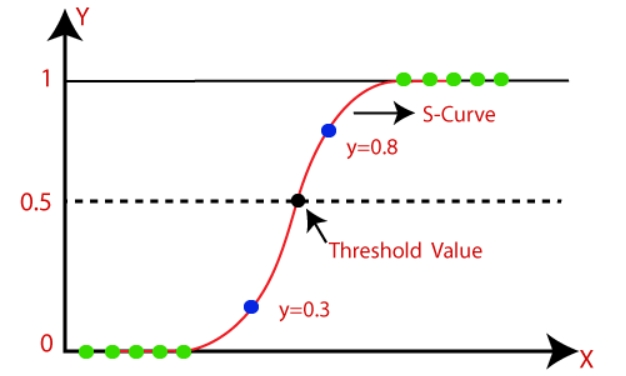 Y
1
S-Curve
y=0.8
0.5
Threshold Value
y=0.3
0
X